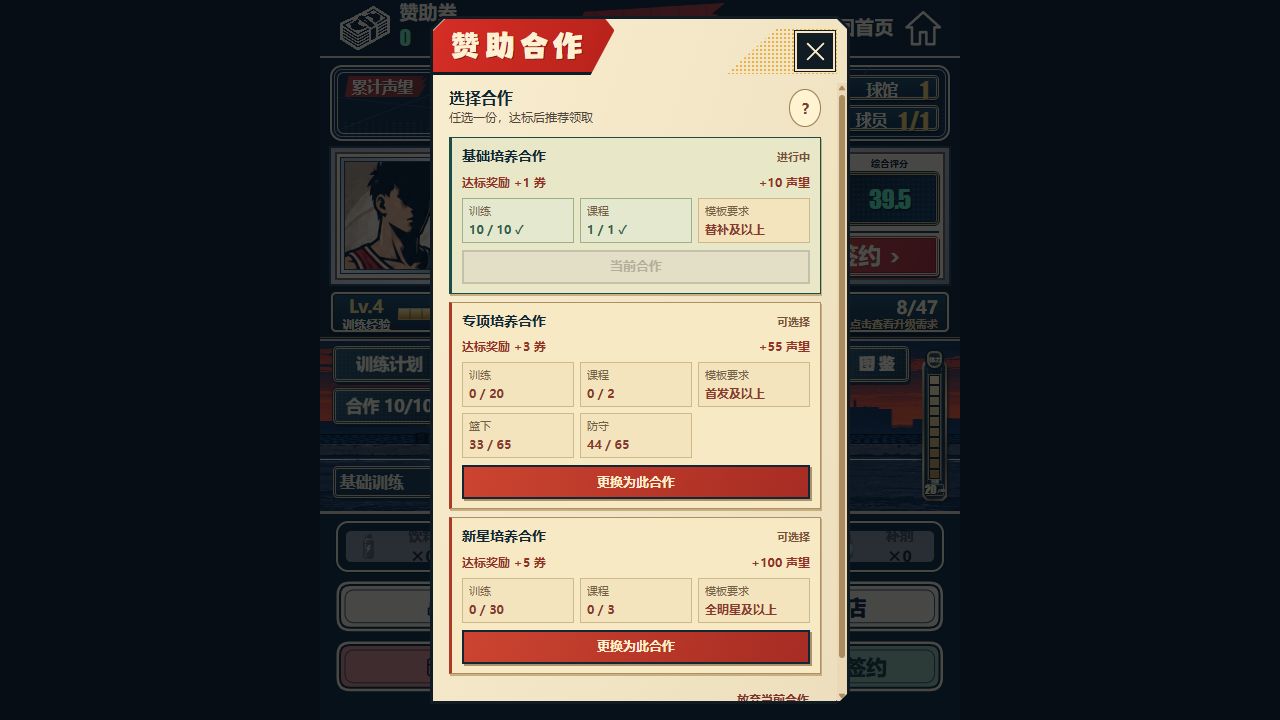 赞助券
0
回首页
累计声望
球馆 1
球员 1/1
综合评分
39.5
签约 ›
Lv.4
训练经验
8/47
点击查看升级需求
训练计划
图鉴
合作 10/10
基础训练
20
×0
补剂
×0
店
签约
赞助合作
选择合作
任选一份，达标后推荐领取
?
基础培养合作
进行中
达标奖励 +1 券
+10 声望
训练
10 / 10 ✓
课程
1 / 1 ✓
模板要求
替补及以上
当前合作
专项培养合作
可选择
达标奖励 +3 券
+55 声望
训练
0 / 20
课程
0 / 2
模板要求
首发及以上
篮下
33 / 65
防守
44 / 65
更换为此合作
新星培养合作
可选择
达标奖励 +5 券
+100 声望
训练
0 / 30
课程
0 / 3
模板要求
全明星及以上
更换为此合作
放弃当前合作